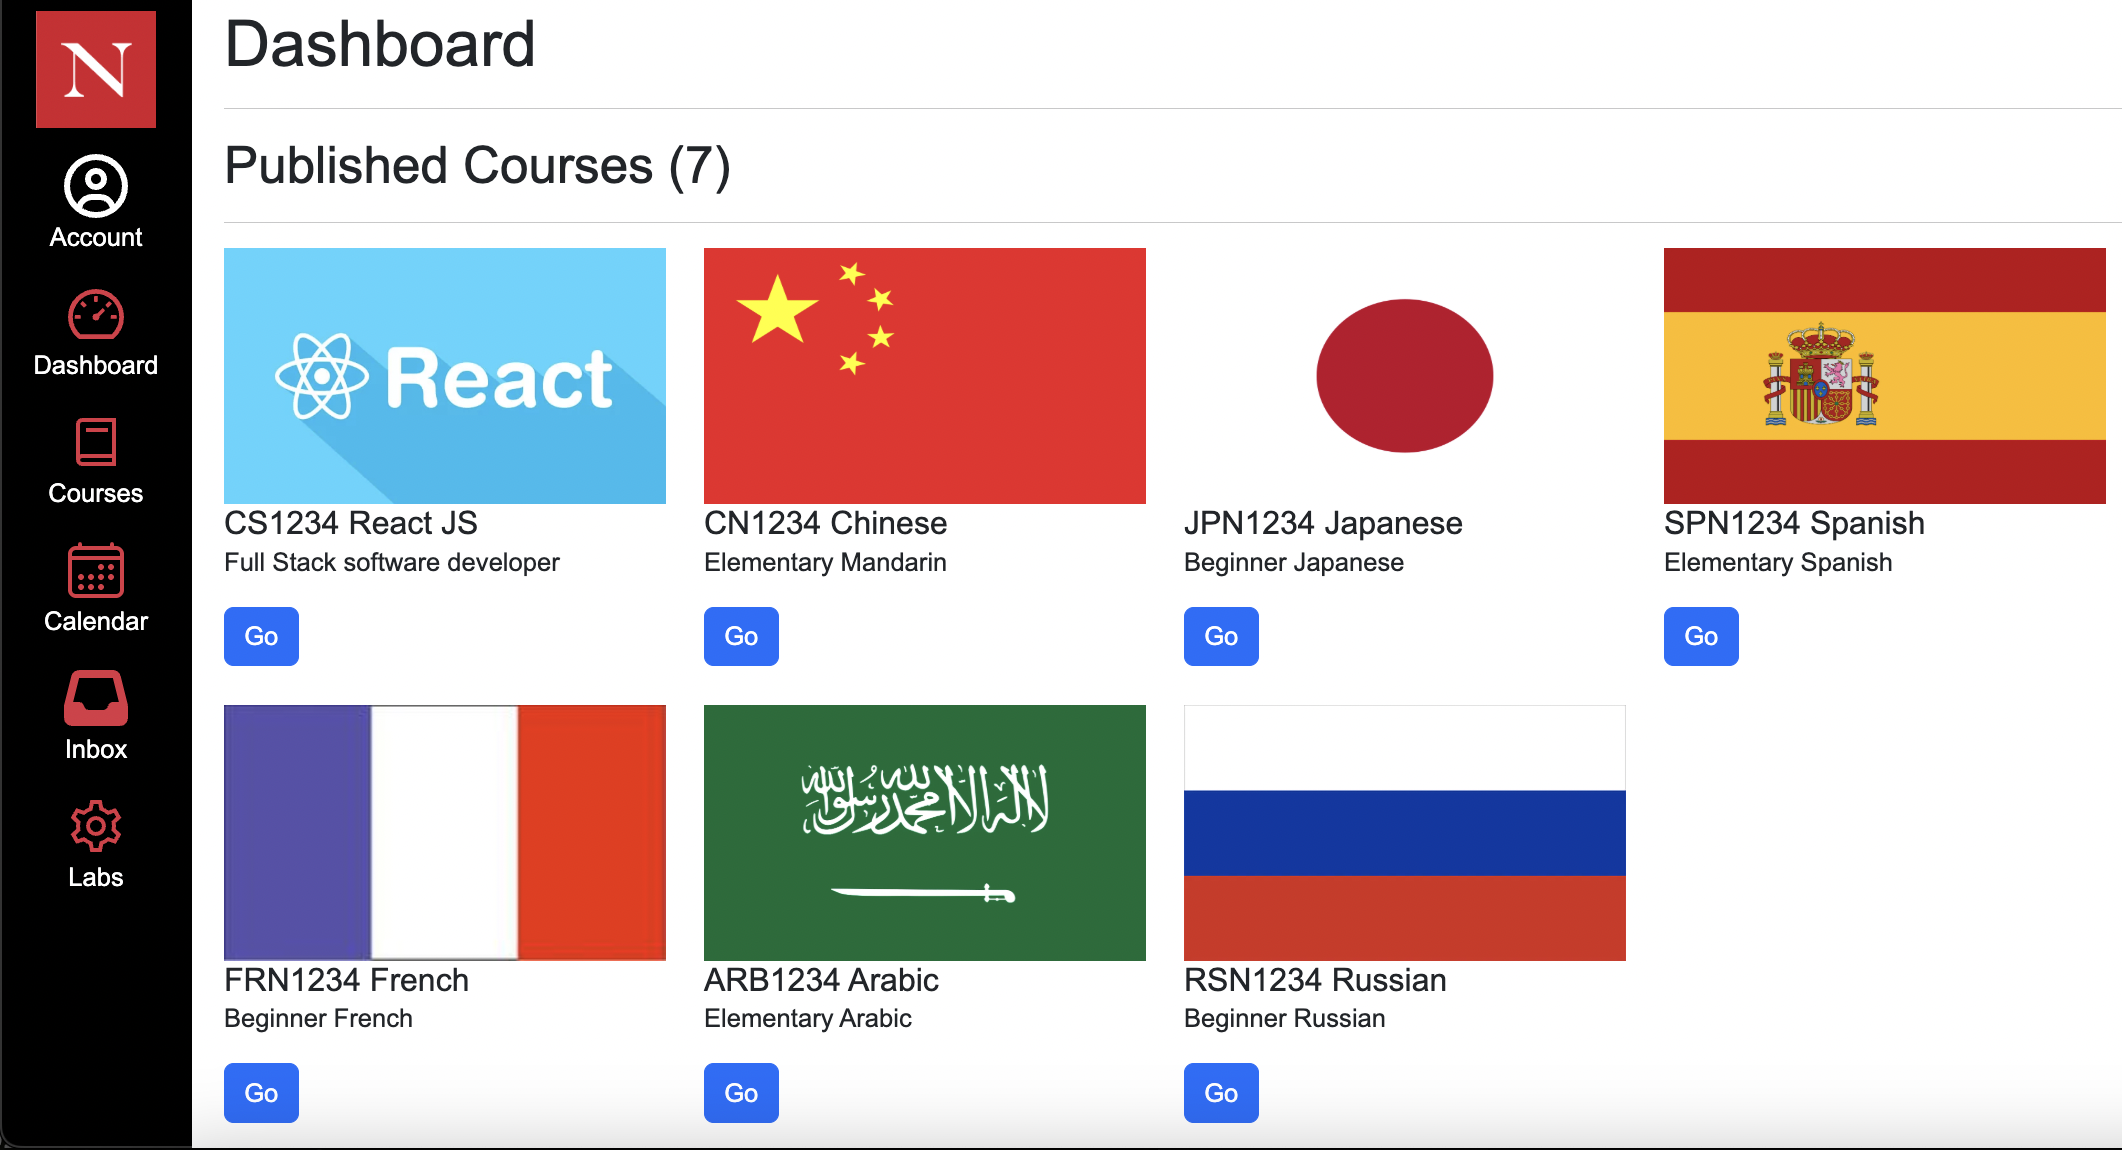 N
Account
Dashboard
Courses
Calendar
Inbox
Labs
Dashboard
Published Courses (7)
React
CS1234 React JS
Full Stack software developer
Go
CN1234 Chinese
Elementary Mandarin
Go
JPN1234 Japanese
Beginner Japanese
Go
SPN1234 Spanish
Elementary Spanish
Go
FRN1234 French
Beginner French
Go
لا إله إلا الله محمد رسول الله
ARB1234 Arabic
Elementary Arabic
Go
RSN1234 Russian
Beginner Russian
Go